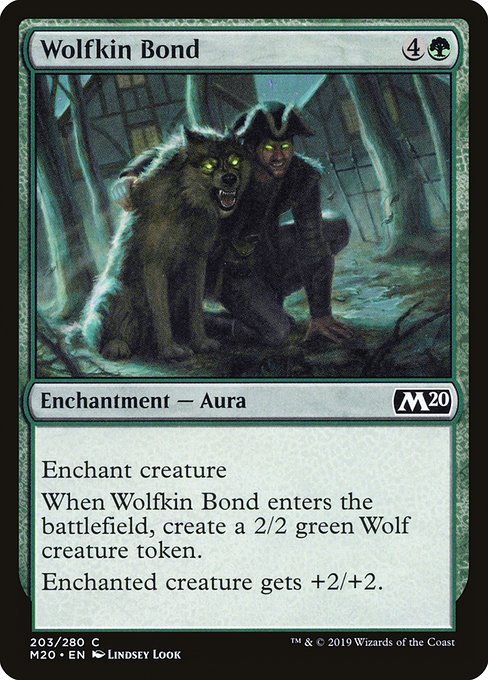 Wolfkin Bond 4
Enchantment — Aura
M20
Enchant creature
When Wolfkin Bond enters the
battlefield, create a 2/2 green Wolf
creature token.
Enchanted creature gets +2/+2.
203/280 C
M20 • EN Lindsey Look
™ & © 2019 Wizards of the Coast